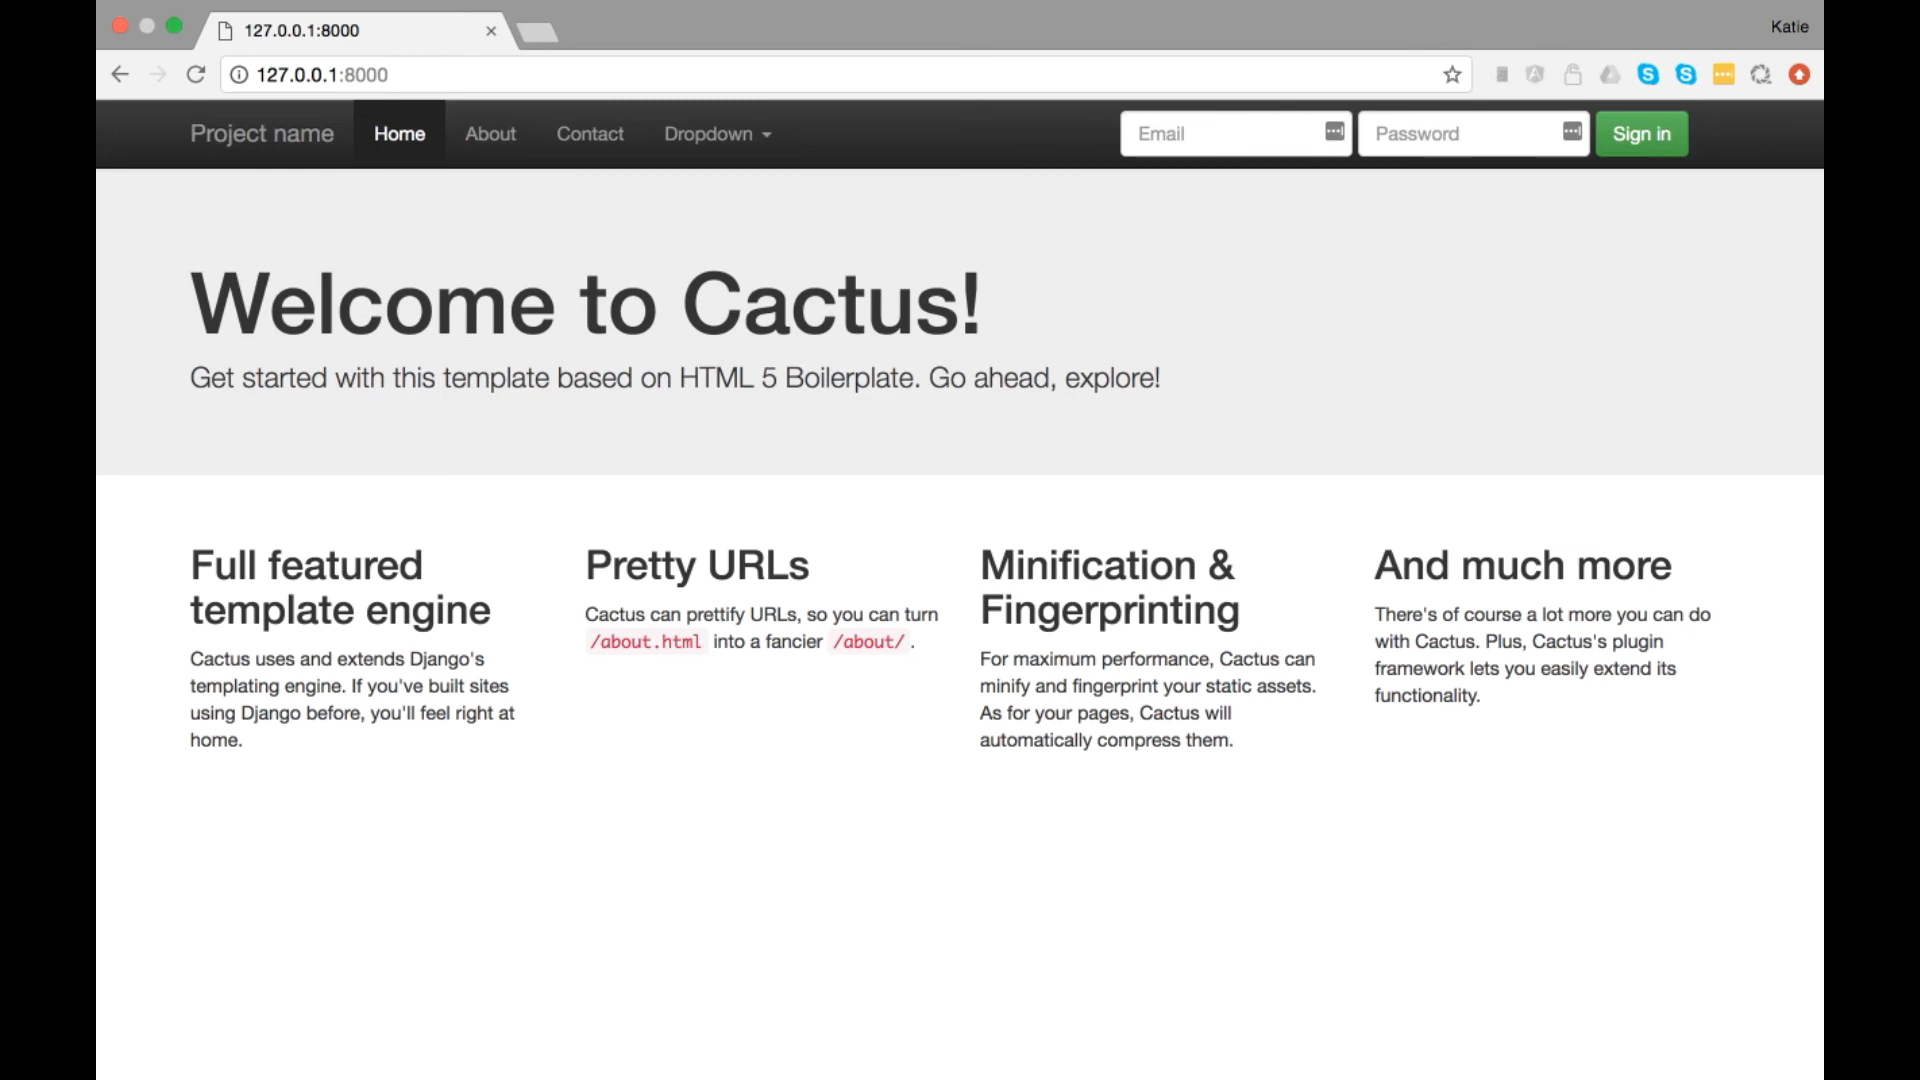 127.0.0.1:8000
Katie
127.0.0.1:8000
Project name Home About Contact Dropdown Email Password Sign in
Welcome to Cactus!
Get started with this template based on HTML 5 Boilerplate. Go ahead, explore!
Full featured
template engine
Cactus uses and extends Django's
templating engine. If you've built sites
using Django before, you'll feel right at
home.
Pretty URLs
Cactus can prettify URLs, so you can turn
/about.html into a fancier /about/ .
Minification &
Fingerprinting
For maximum performance, Cactus can
minify and fingerprint your static assets.
As for your pages, Cactus will
automatically compress them.
And much more
There's of course a lot more you can do
with Cactus. Plus, Cactus's plugin
framework lets you easily extend its
functionality.